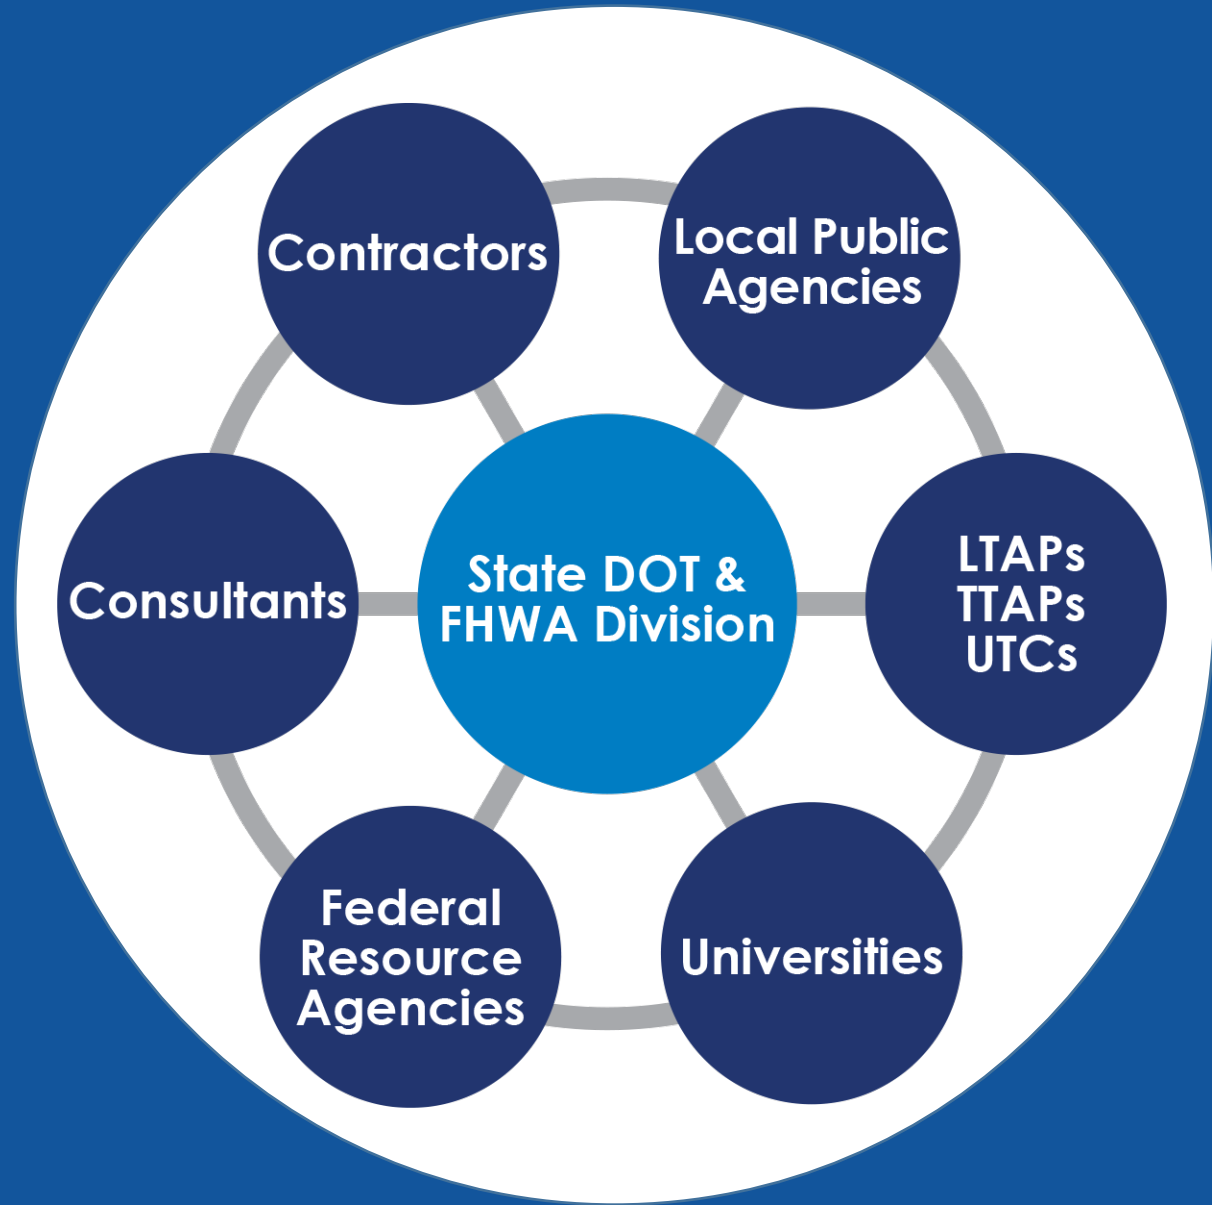 Contractors
Local Public
Agencies
Consultants
State DOT &
FHWA Division
LTAPs
TTAPs
UTCs
Federal
Resource
Agencies
Universities